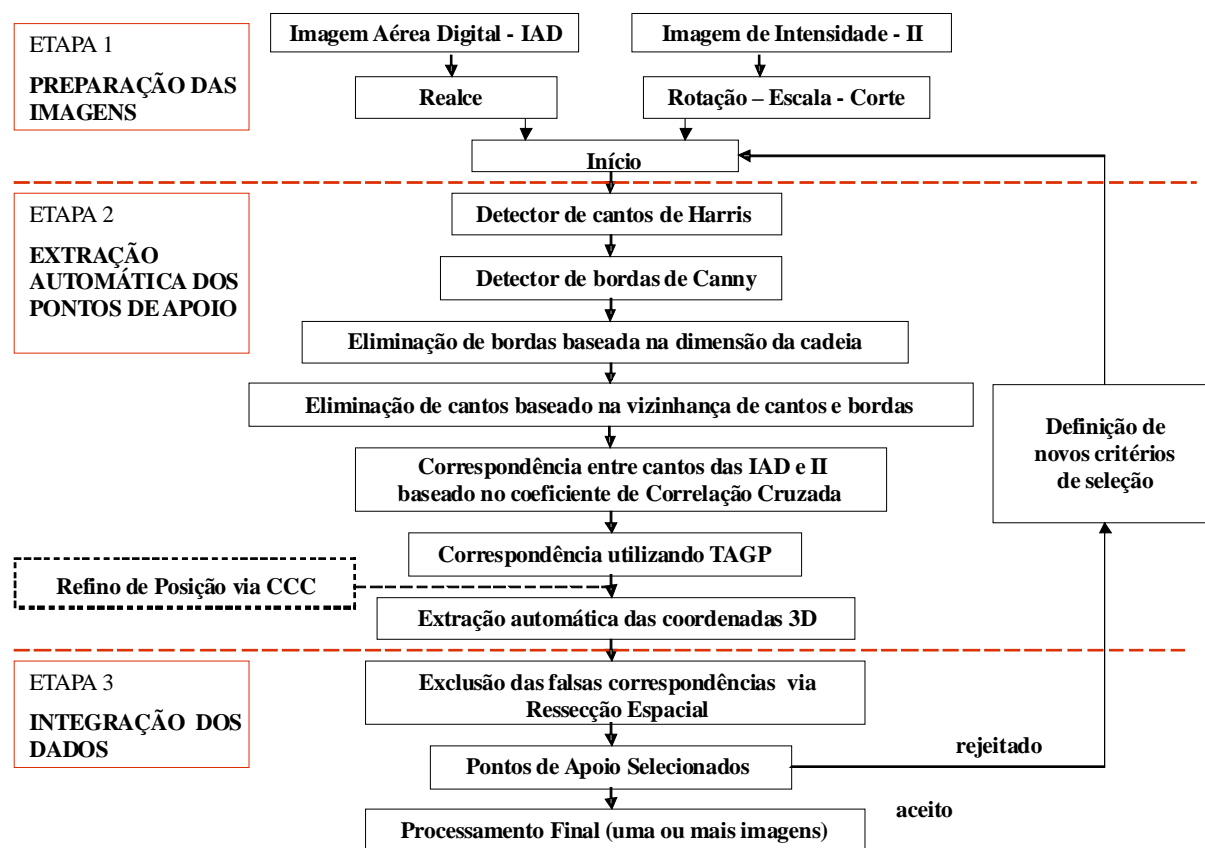 ETAPA 1
PREPARAÇÃO DAS
IMAGENS
Imagem Aérea Digital - IAD
Imagem de Intensidade - II
Realce
Rotação – Escala - Corte
Início
ETAPA 2
EXTRAÇÃO
AUTOMÁTICA DOS
PONTOS DE APOIO
Detector de cantos de Harris
Detector de bordas de Canny
Eliminação de bordas baseada na dimensão da cadeia
Eliminação de cantos baseado na vizinhança de cantos e bordas
Correspondência entre cantos das IAD e II
baseado no coeficiente de Correlação Cruzada
Correspondência utilizando TAGP
Refino de Posição via CCC
Extração automática das coordenadas 3D
Definição de
novos critérios
de seleção
ETAPA 3
INTEGRAÇÃO DOS
DADOS
Exclusão das falsas correspondências via
Ressecção Espacial
Pontos de Apoio Selecionados
rejeitado
aceito
Processamento Final (uma ou mais imagens)